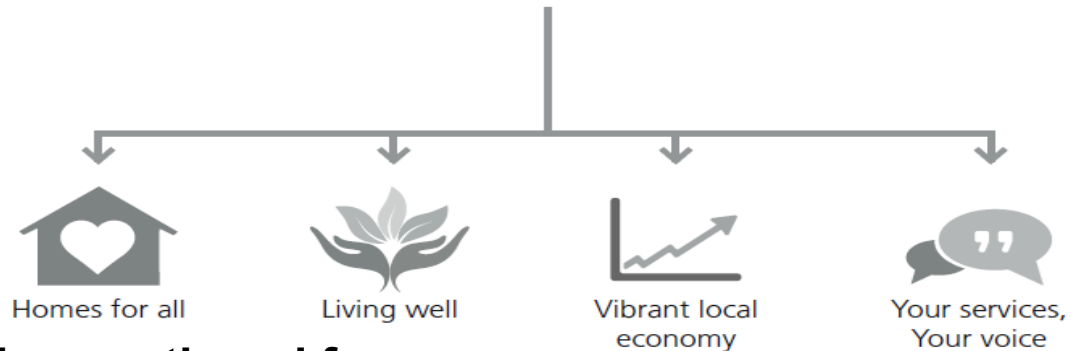 Homes for all
Living well
Vibrant local
economy
Your services,
Your voice